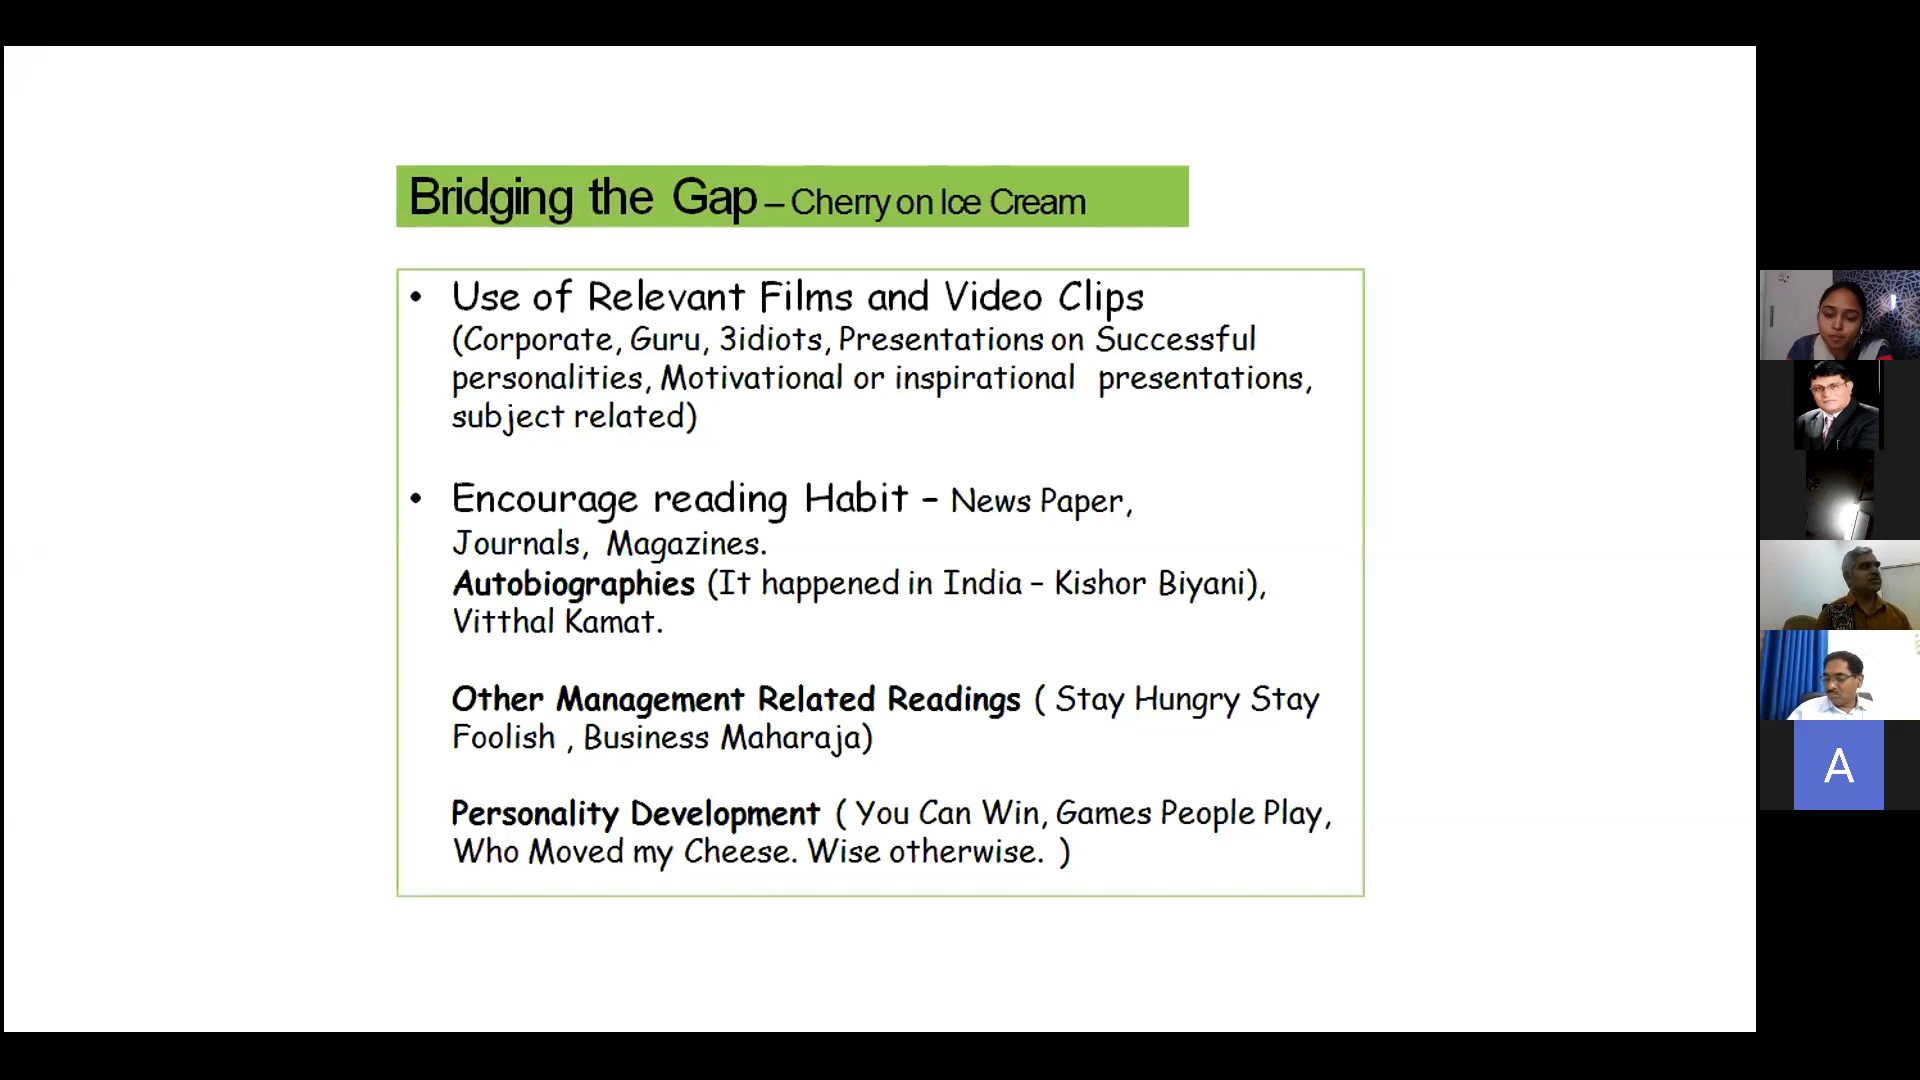 Bridging the Gap – Cherry on Ice Cream
• Use of Relevant Films and Video Clips
(Corporate, Guru, 3idiots, Presentations on Successful
personalities, Motivational or inspirational presentations,
subject related)
• Encourage reading Habit – News Paper,
Journals, Magazines.
Autobiographies (It happened in India – Kishor Biyani),
Vitthal Kamat.
Other Management Related Readings ( Stay Hungry Stay
Foolish , Business Maharaja)
Personality Development ( You Can Win, Games People Play,
Who Moved my Cheese. Wise otherwise. )
A